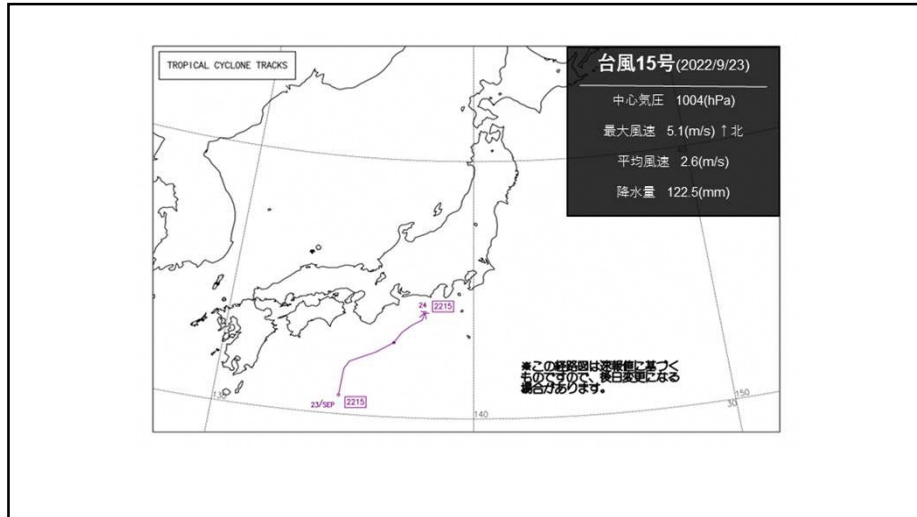 TROPICAL CYCLONE TRACKS
台風15号(2022/9/23)
中心気圧 1004(hPa)
最大風速 5.1(m/s) ↑北
平均風速 2.6(m/s)
降水量 122.5(mm)
24 2215
※この経路図は速報値に基づく
ものですので、後日変更になる
場合があります。
23/SEP 2215
130
140
150
30